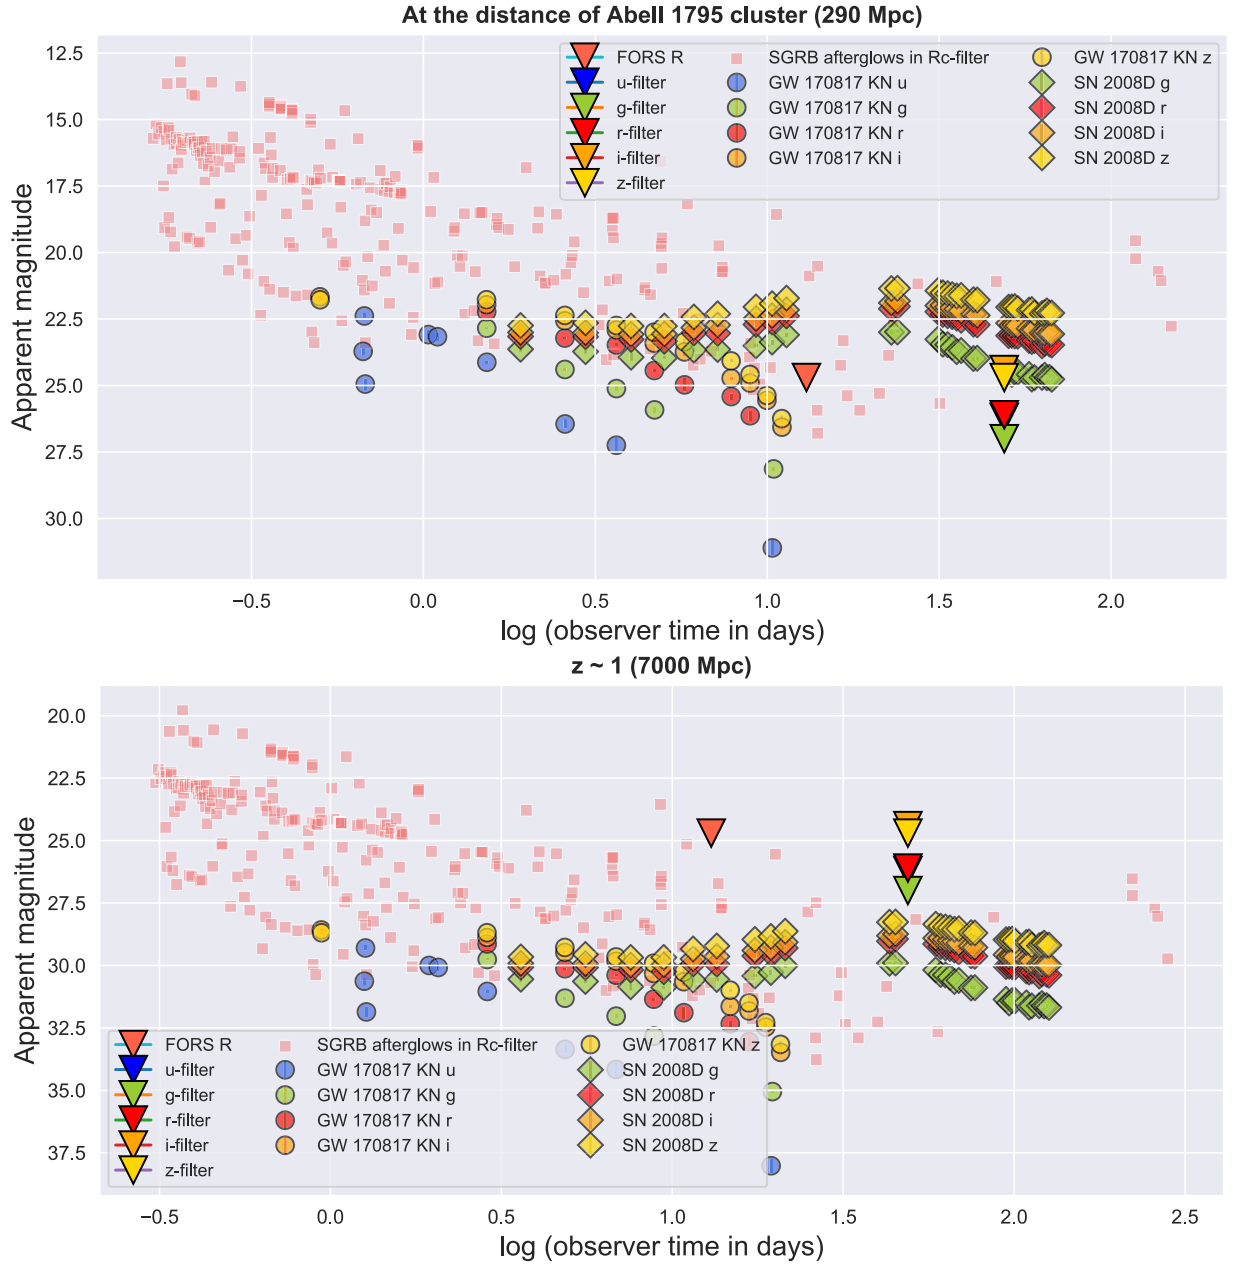 At the distance of Abell 1795 cluster (290 Mpc)
12.5
15.0
17.5
20.0
22.5
25.0
27.5
30.0
Apparent magnitude
FORS R
u-filter
g-filter
r-filter
i-filter
z-filter
SGRB afterglows in Rc-filter
GW 170817 KN u
GW 170817 KN g
GW 170817 KN r
GW 170817 KN i
GW 170817 KN z
SN 2008D g
SN 2008D r
SN 2008D i
SN 2008D z
−0.5 0.0 0.5 1.0 1.5 2.0
log (observer time in days)
z ~ 1 (7000 Mpc)
20.0
22.5
25.0
27.5
30.0
32.5
35.0
37.5
Apparent magnitude
FORS R
u-filter
g-filter
r-filter
i-filter
z-filter
SGRB afterglows in Rc-filter
GW 170817 KN u
GW 170817 KN g
GW 170817 KN r
GW 170817 KN i
GW 170817 KN z
SN 2008D g
SN 2008D r
SN 2008D i
SN 2008D z
−0.5 0.0 0.5 1.0 1.5 2.0 2.5
log (observer time in days)